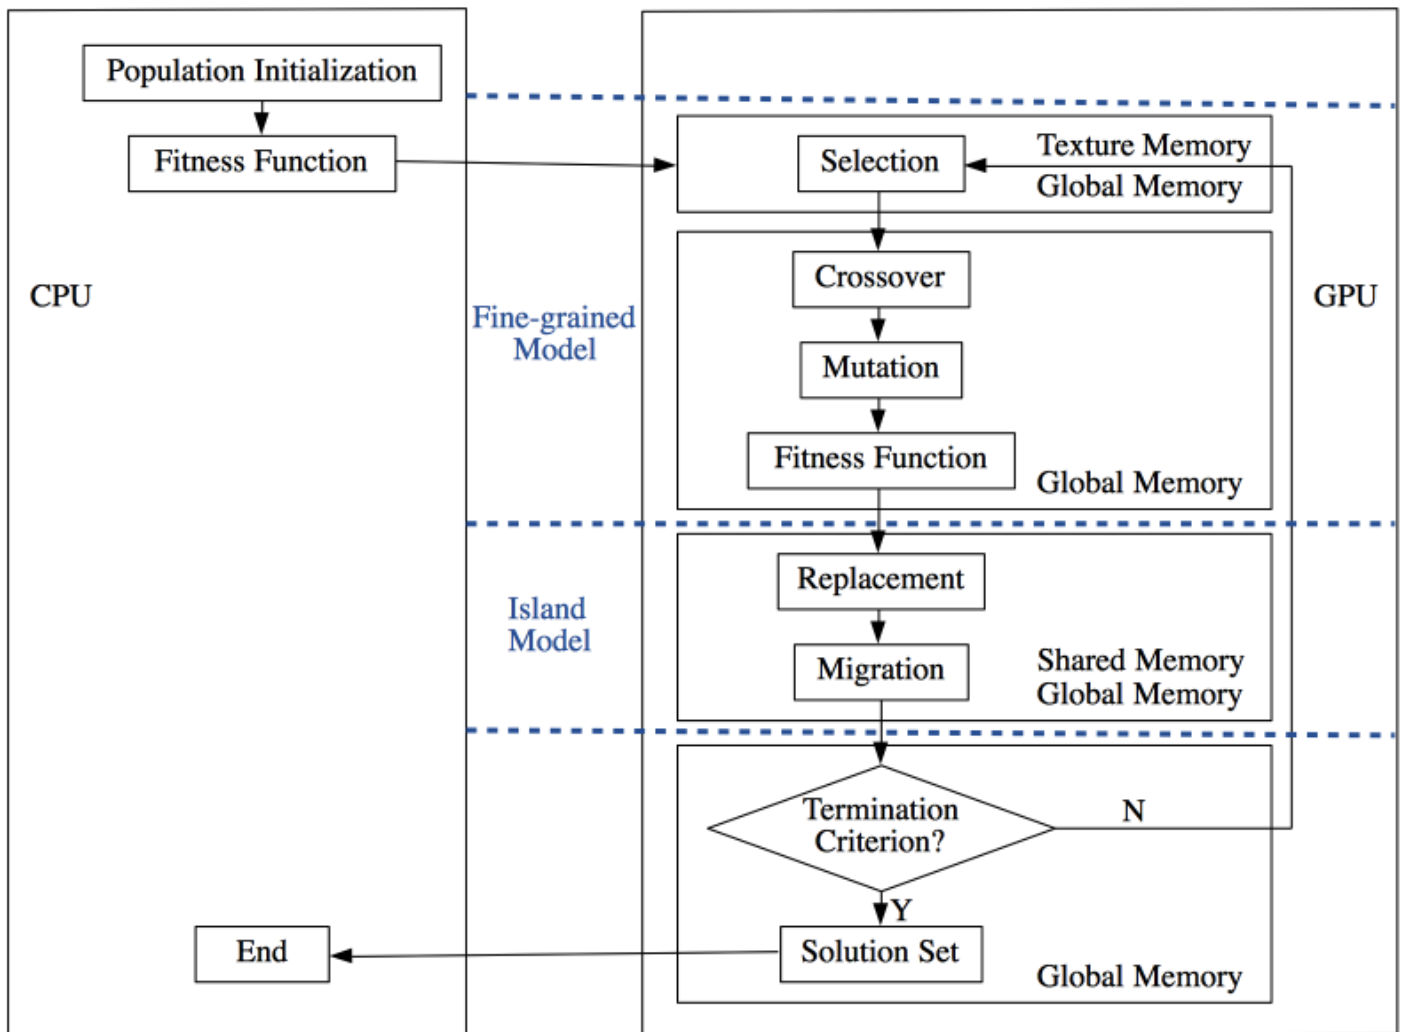 Population Initialization
Fitness Function
CPU
End
Fine-grained
Model
Island
Model
Selection
Texture Memory
Global Memory
Crossover
Mutation
Fitness Function
Global Memory
GPU
Replacement
Migration
Shared Memory
Global Memory
Termination
Criterion?
N
Y
Solution Set
Global Memory